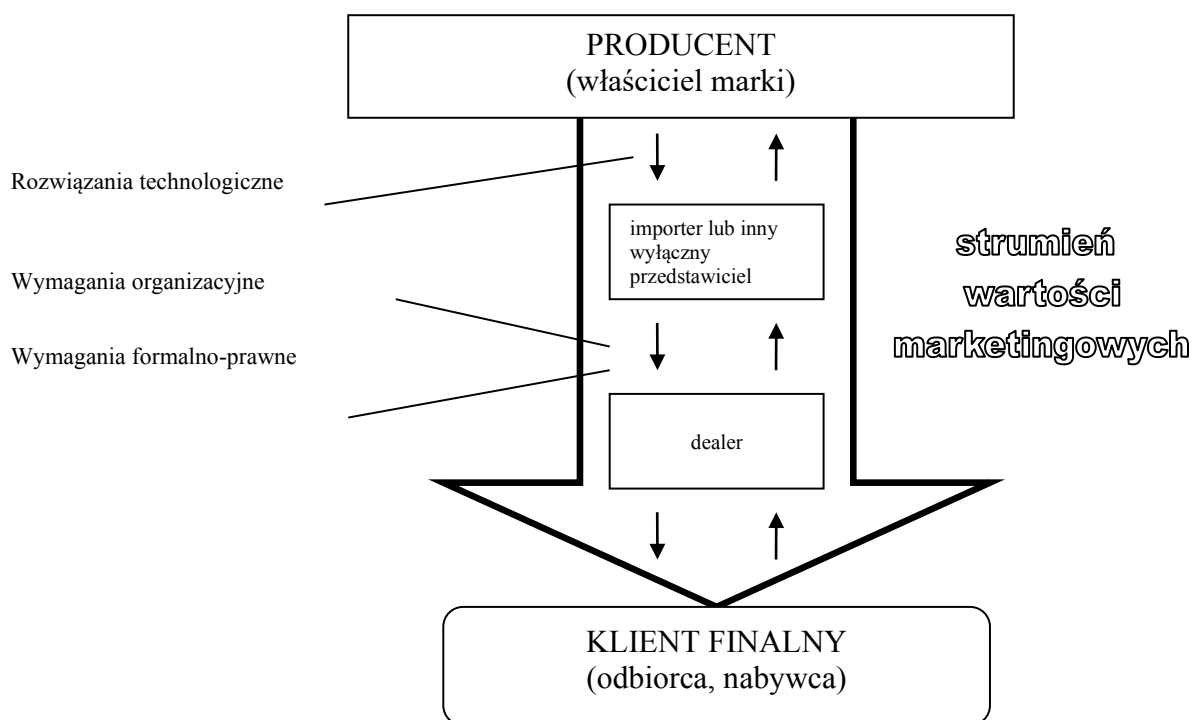 PRODUCENT
(właściciel marki)
Rozwiązania technologiczne
importer lub inny
wyłączny
przedstawiciel
strumień
wartości
marketingowych
Wymagania organizacyjne
Wymagania formalno-prawne
dealer
KLIENT FINALNY
(odbiorca, nabywca)